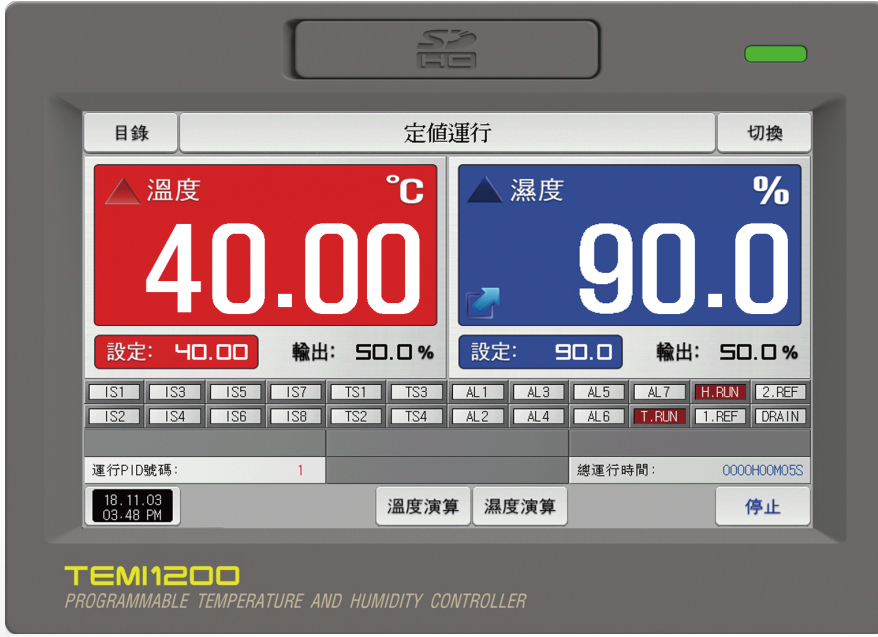 SD
HC
目錄 定値運行 切換
溫度 °C
40.00
濕度 %
90.0
設定: 40.00 輸出: 50.0%
設定: 90.0 輸出: 50.0%
IS1 IS3 IS5 IS7 TS1 TS3 AL1 AL3 AL5 AL7 H.RUN 2.REF
IS2 IS4 IS6 IS8 TS2 TS4 AL2 AL4 AL6 T.RUN 1.REF DRAIN
運行PID號碼: 1 總運行時間: 0000H00M05S
18.11.03
03:48 PM
溫度演算 濕度演算 停止
TEMI1200
PROGRAMMABLE TEMPERATURE AND HUMIDITY CONTROLLER